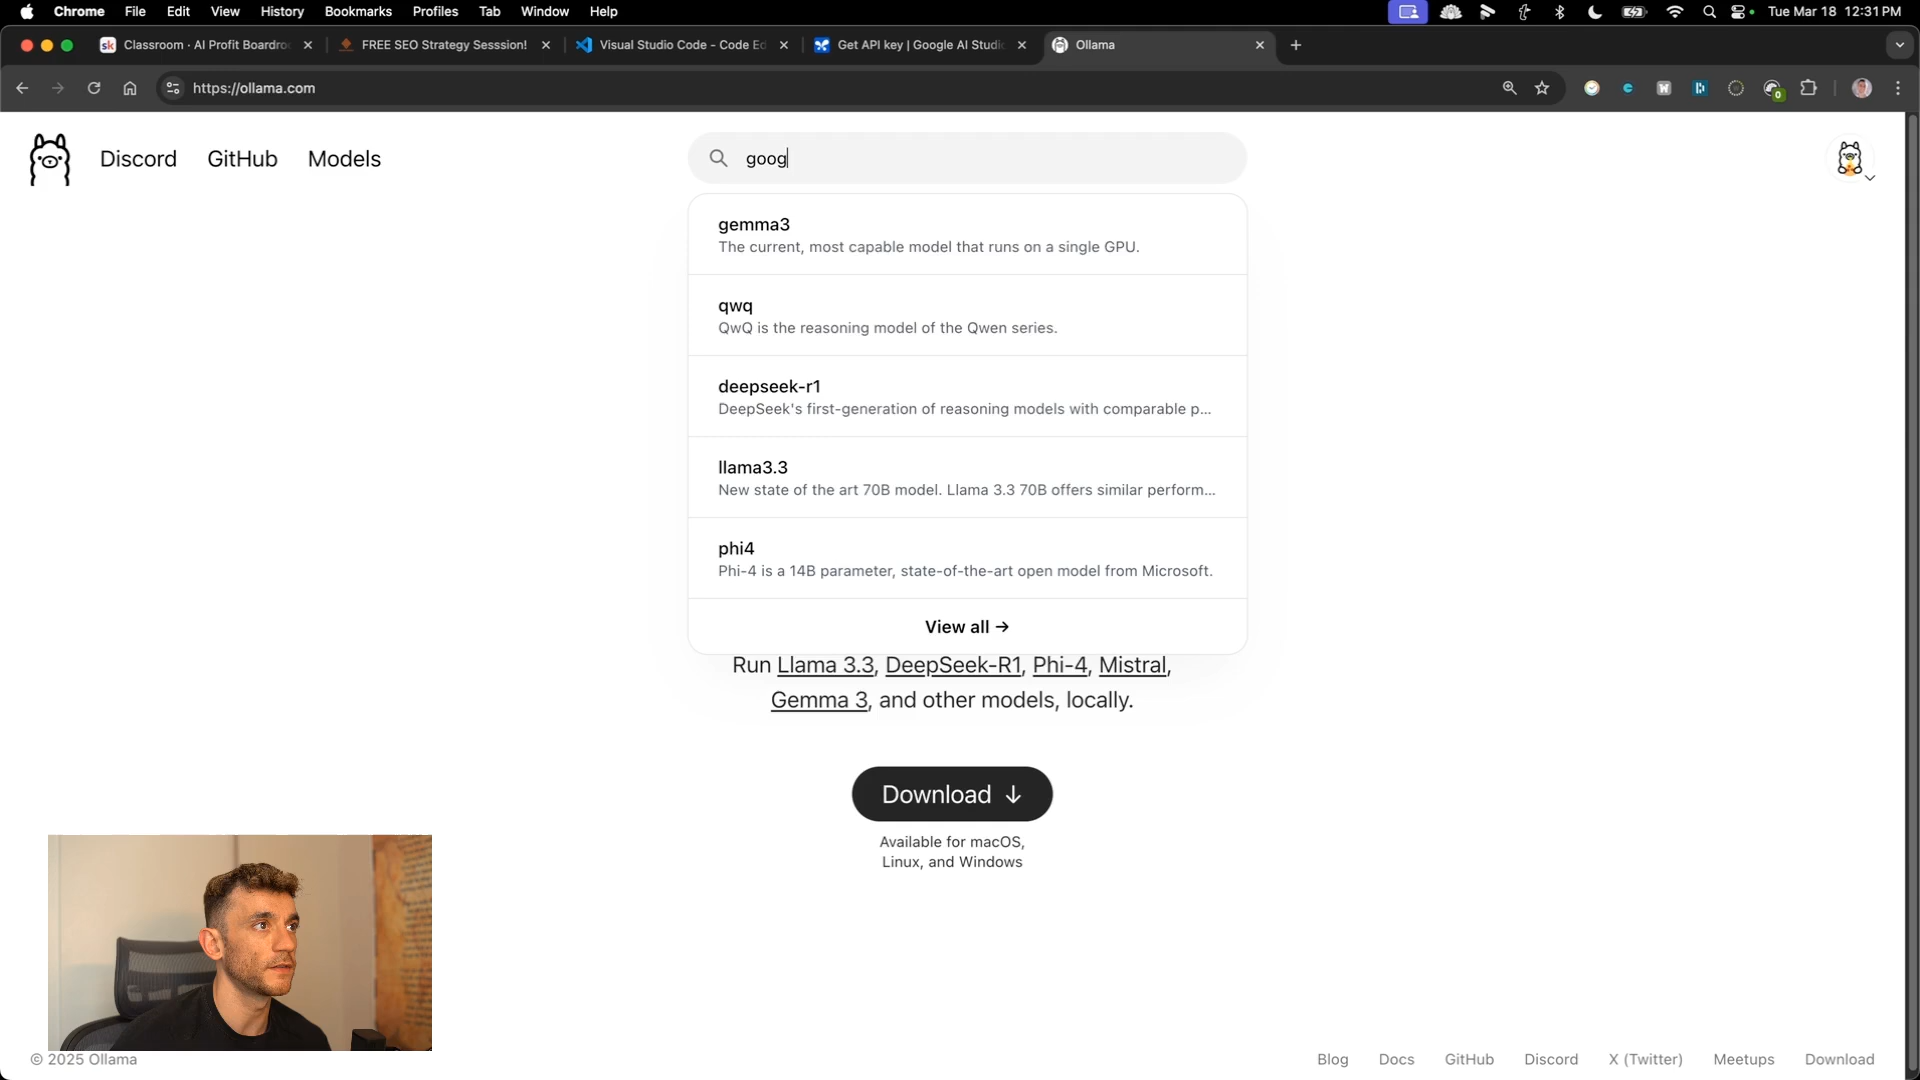 Chrome File Edit View History Bookmarks Profiles Tab Window Help Tue Mar 18 12:31 PM
Classroom · AI Profit Boardro
FREE SEO Strategy Sesssion!
Visual Studio Code - Code Ed
Get API key | Google AI Studio
Ollama
https://ollama.com
0
Discord GitHub Models
goog
gemma3
The current, most capable model that runs on a single GPU.
qwq
QwQ is the reasoning model of the Qwen series.
deepseek-r1
DeepSeek's first-generation of reasoning models with comparable p...
llama3.3
New state of the art 70B model. Llama 3.3 70B offers similar perform...
phi4
Phi-4 is a 14B parameter, state-of-the-art open model from Microsoft.
View all →
Run Llama 3.3, DeepSeek-R1, Phi-4, Mistral,
Gemma 3, and other models, locally.
Download ↓
Available for macOS,
Linux, and Windows
© 2025 Ollama
Blog Docs GitHub Discord X (Twitter) Meetups Download